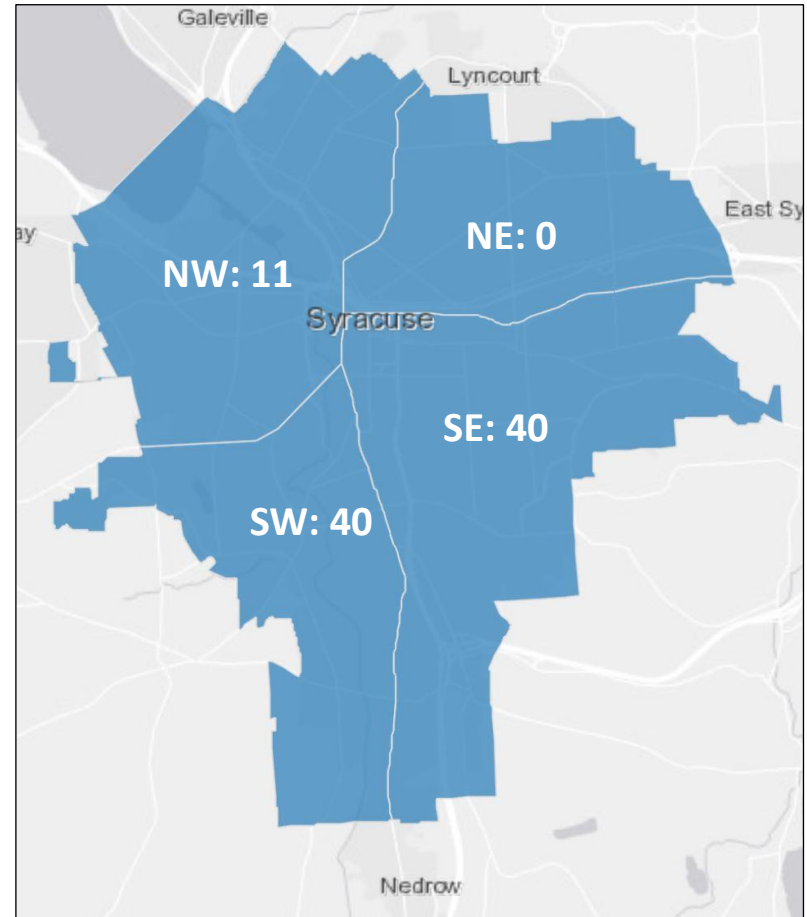 Galeville
Lyncourt
East Sy
ay
NE: 0
NW: 11
Syracuse
SE: 40
SW: 40
Nedrow